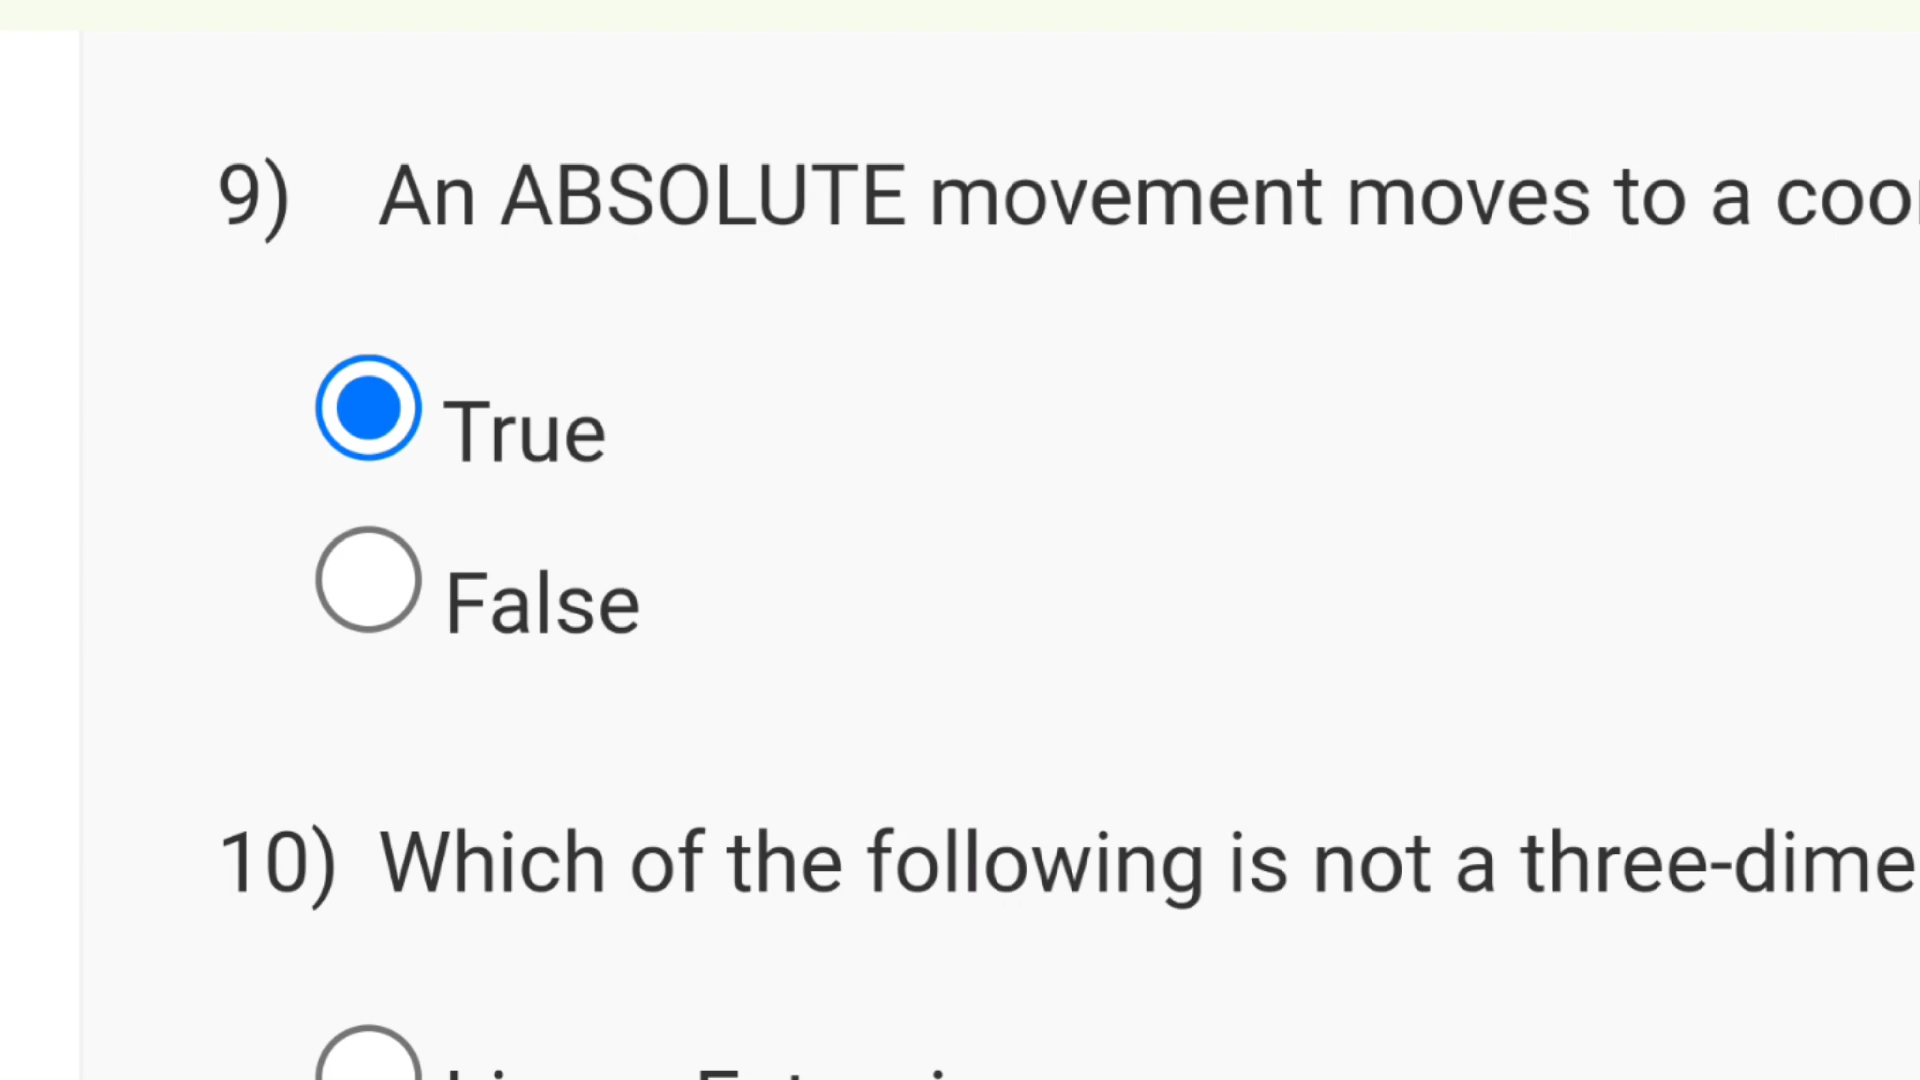 9) An ABSOLUTE movement moves to a coo
True
False
10) Which of the following is not a three-dime